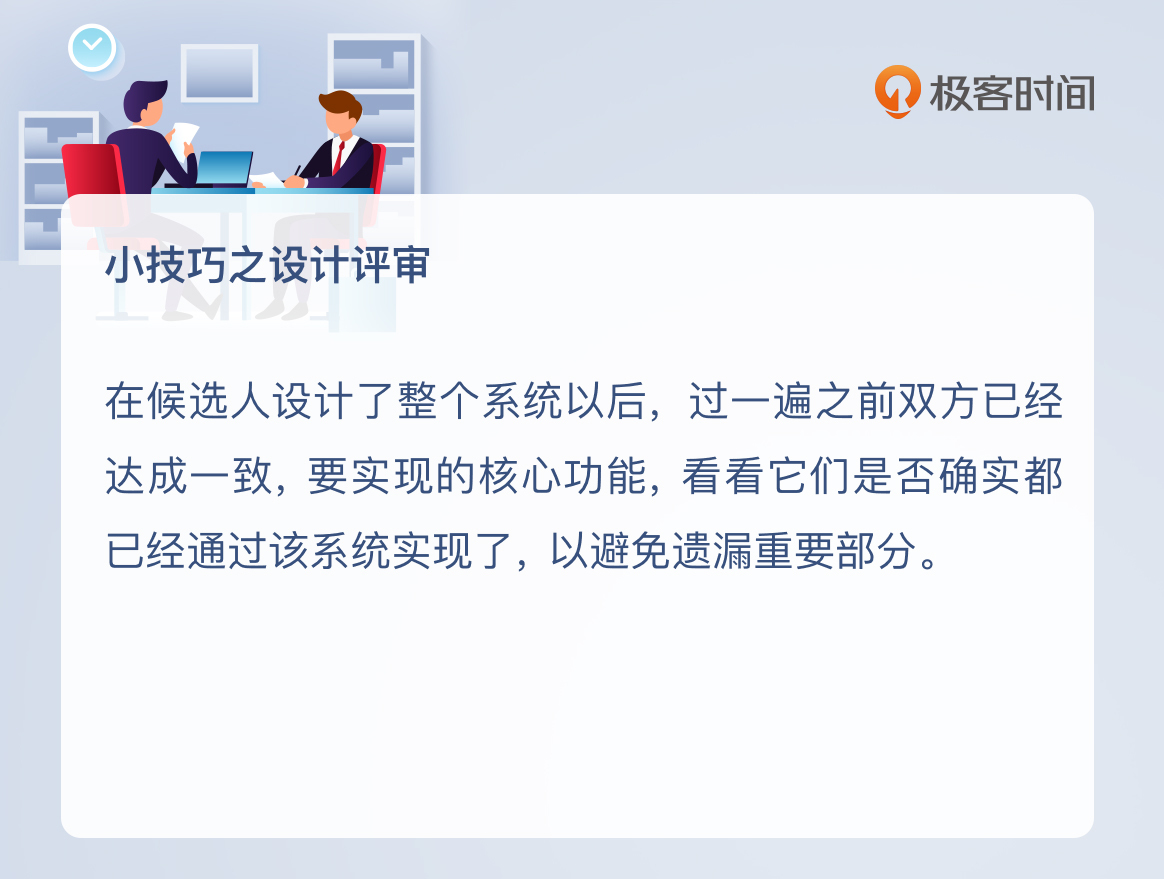 极客时间
小技巧之设计评审
在候选人设计了整个系统以后，过一遍之前双方已经
达成一致，要实现的核心功能，看看它们是否确实都
已经通过该系统实现了，以避免遗漏重要部分。